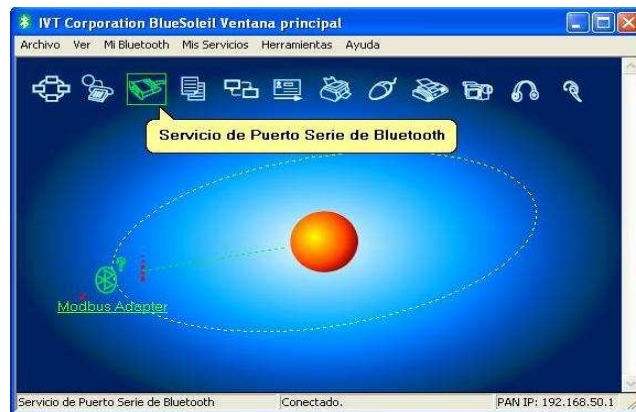 IVT Corporation BlueSoleil Ventana principal
Archivo Ver Mi Bluetooth Mis Servicios Herramientas Ayuda
Servicio de Puerto Serie de Bluetooth
?
Modbus Adapter
Servicio de Puerto Serie de Bluetooth Conectado. PAN IP: 192.168.50.1